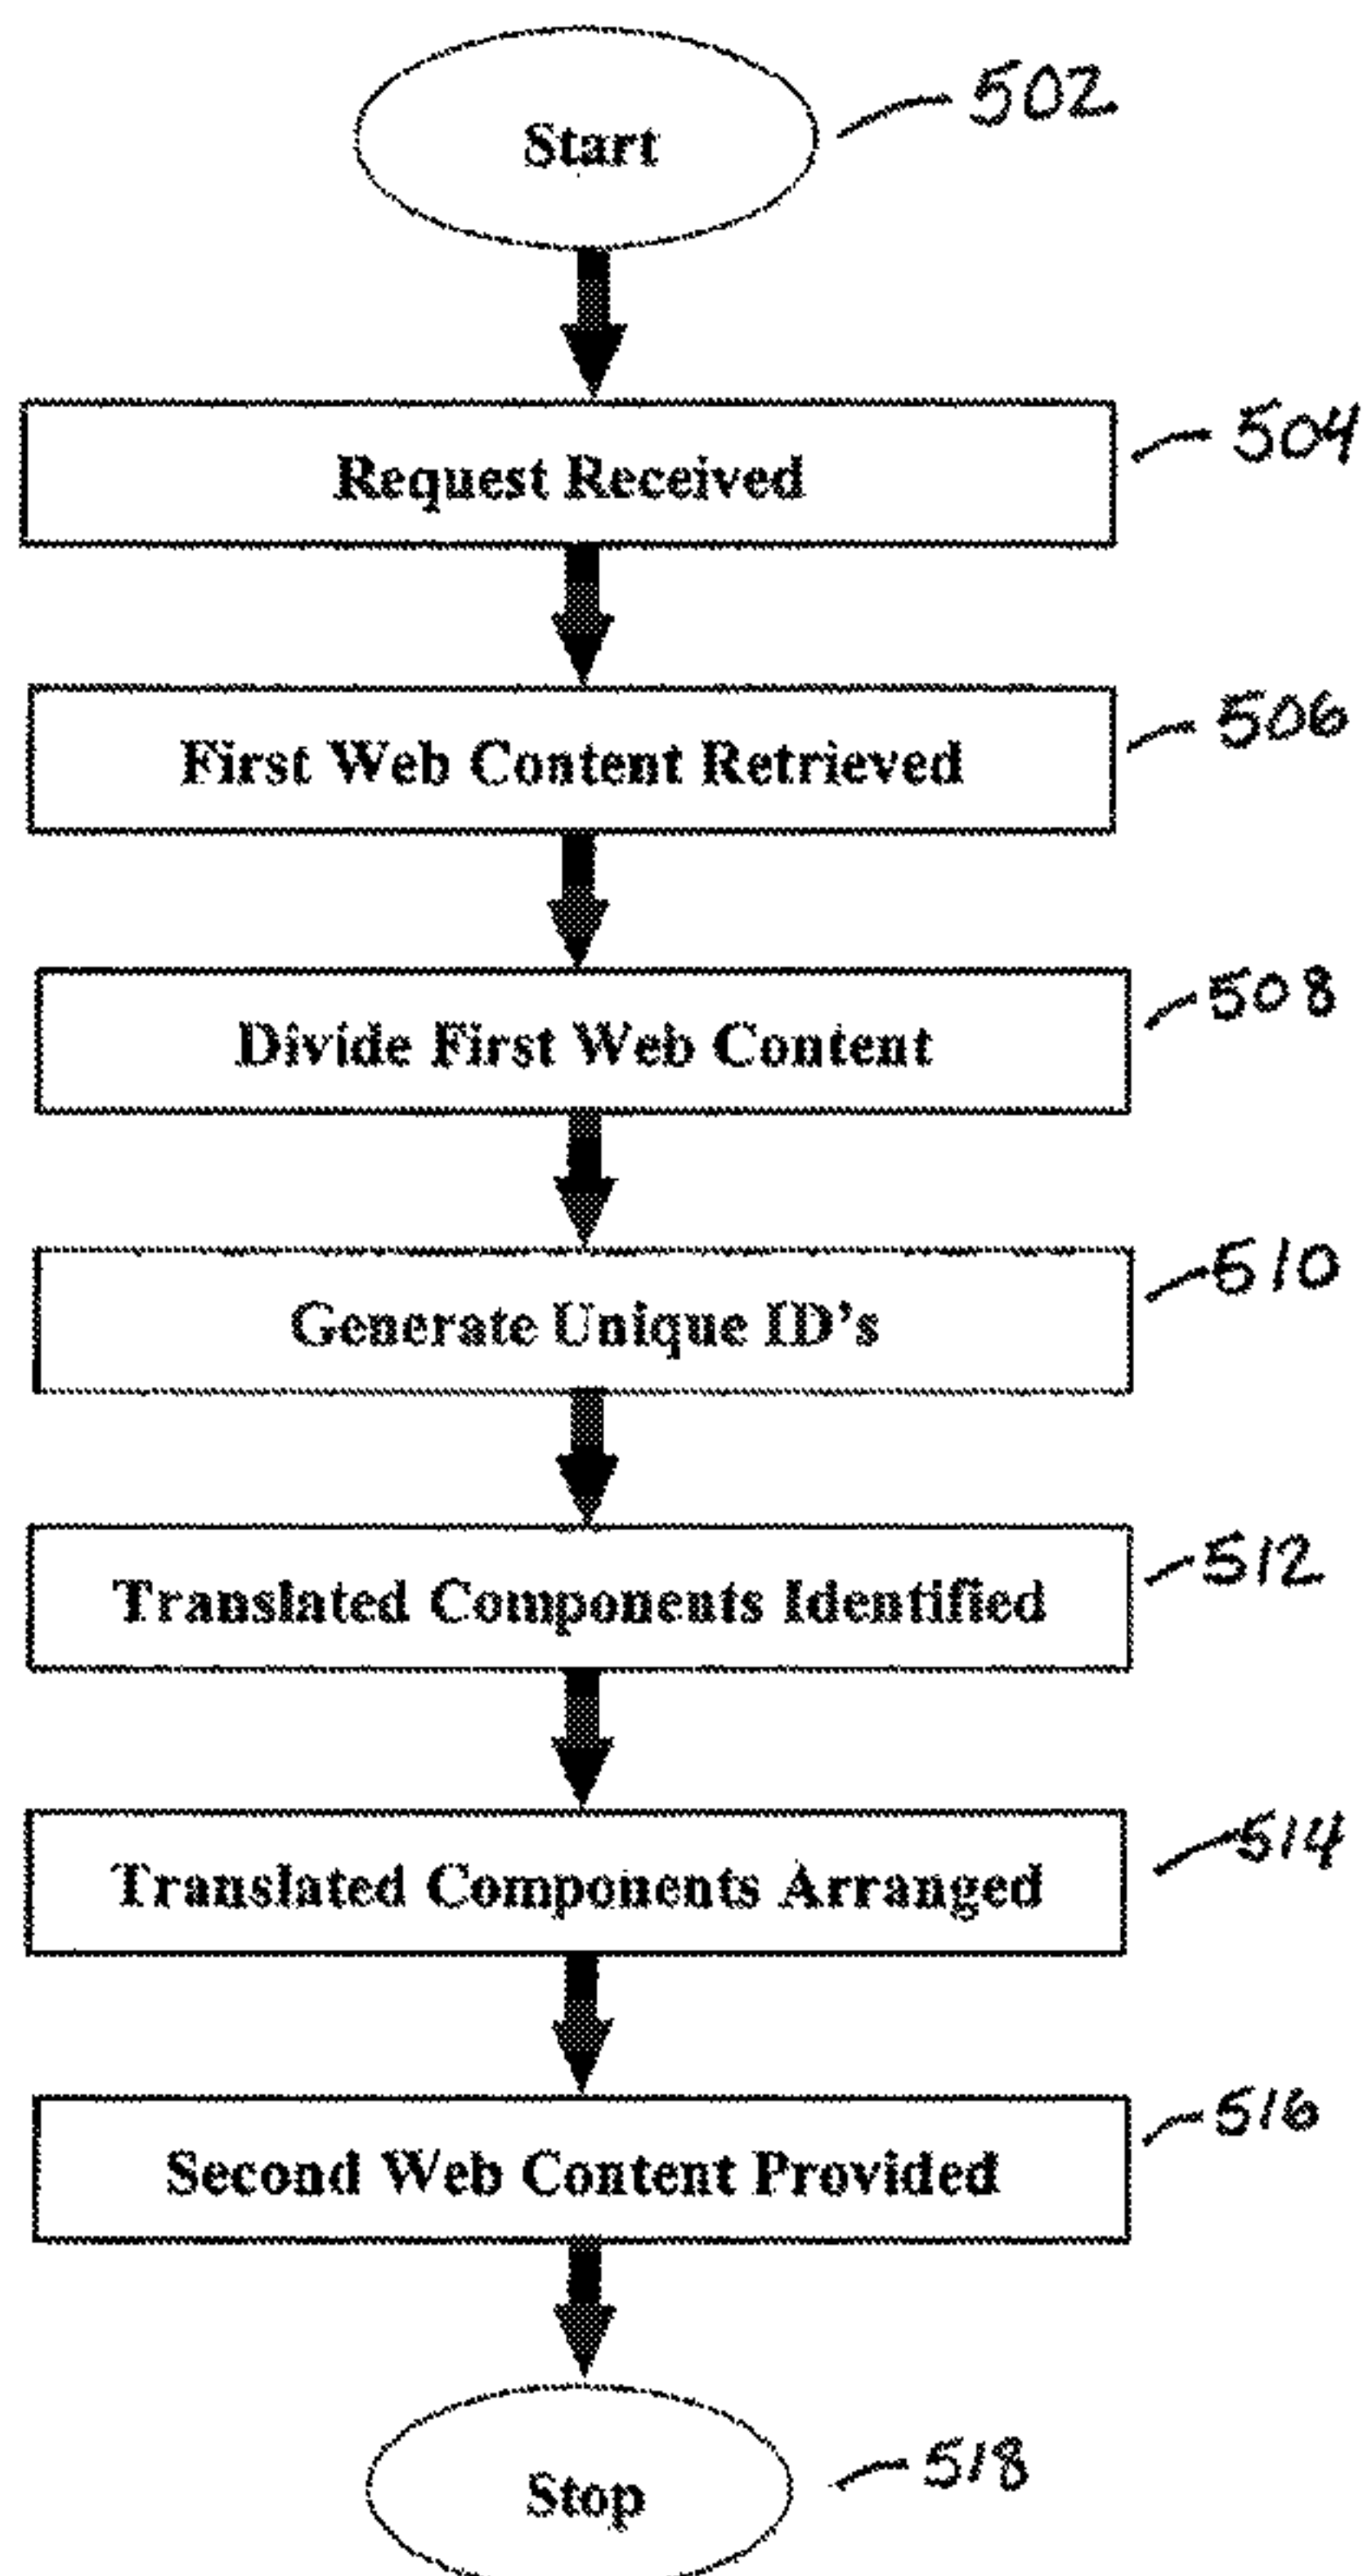 Start
502
Request Received
504
First Web Content Retrieved
506
Divide First Web Content
508
Generate Unique ID's
510
Translated Components Identified
512
Translated Components Arranged
514
Second Web Content Provided
516
Stop
518